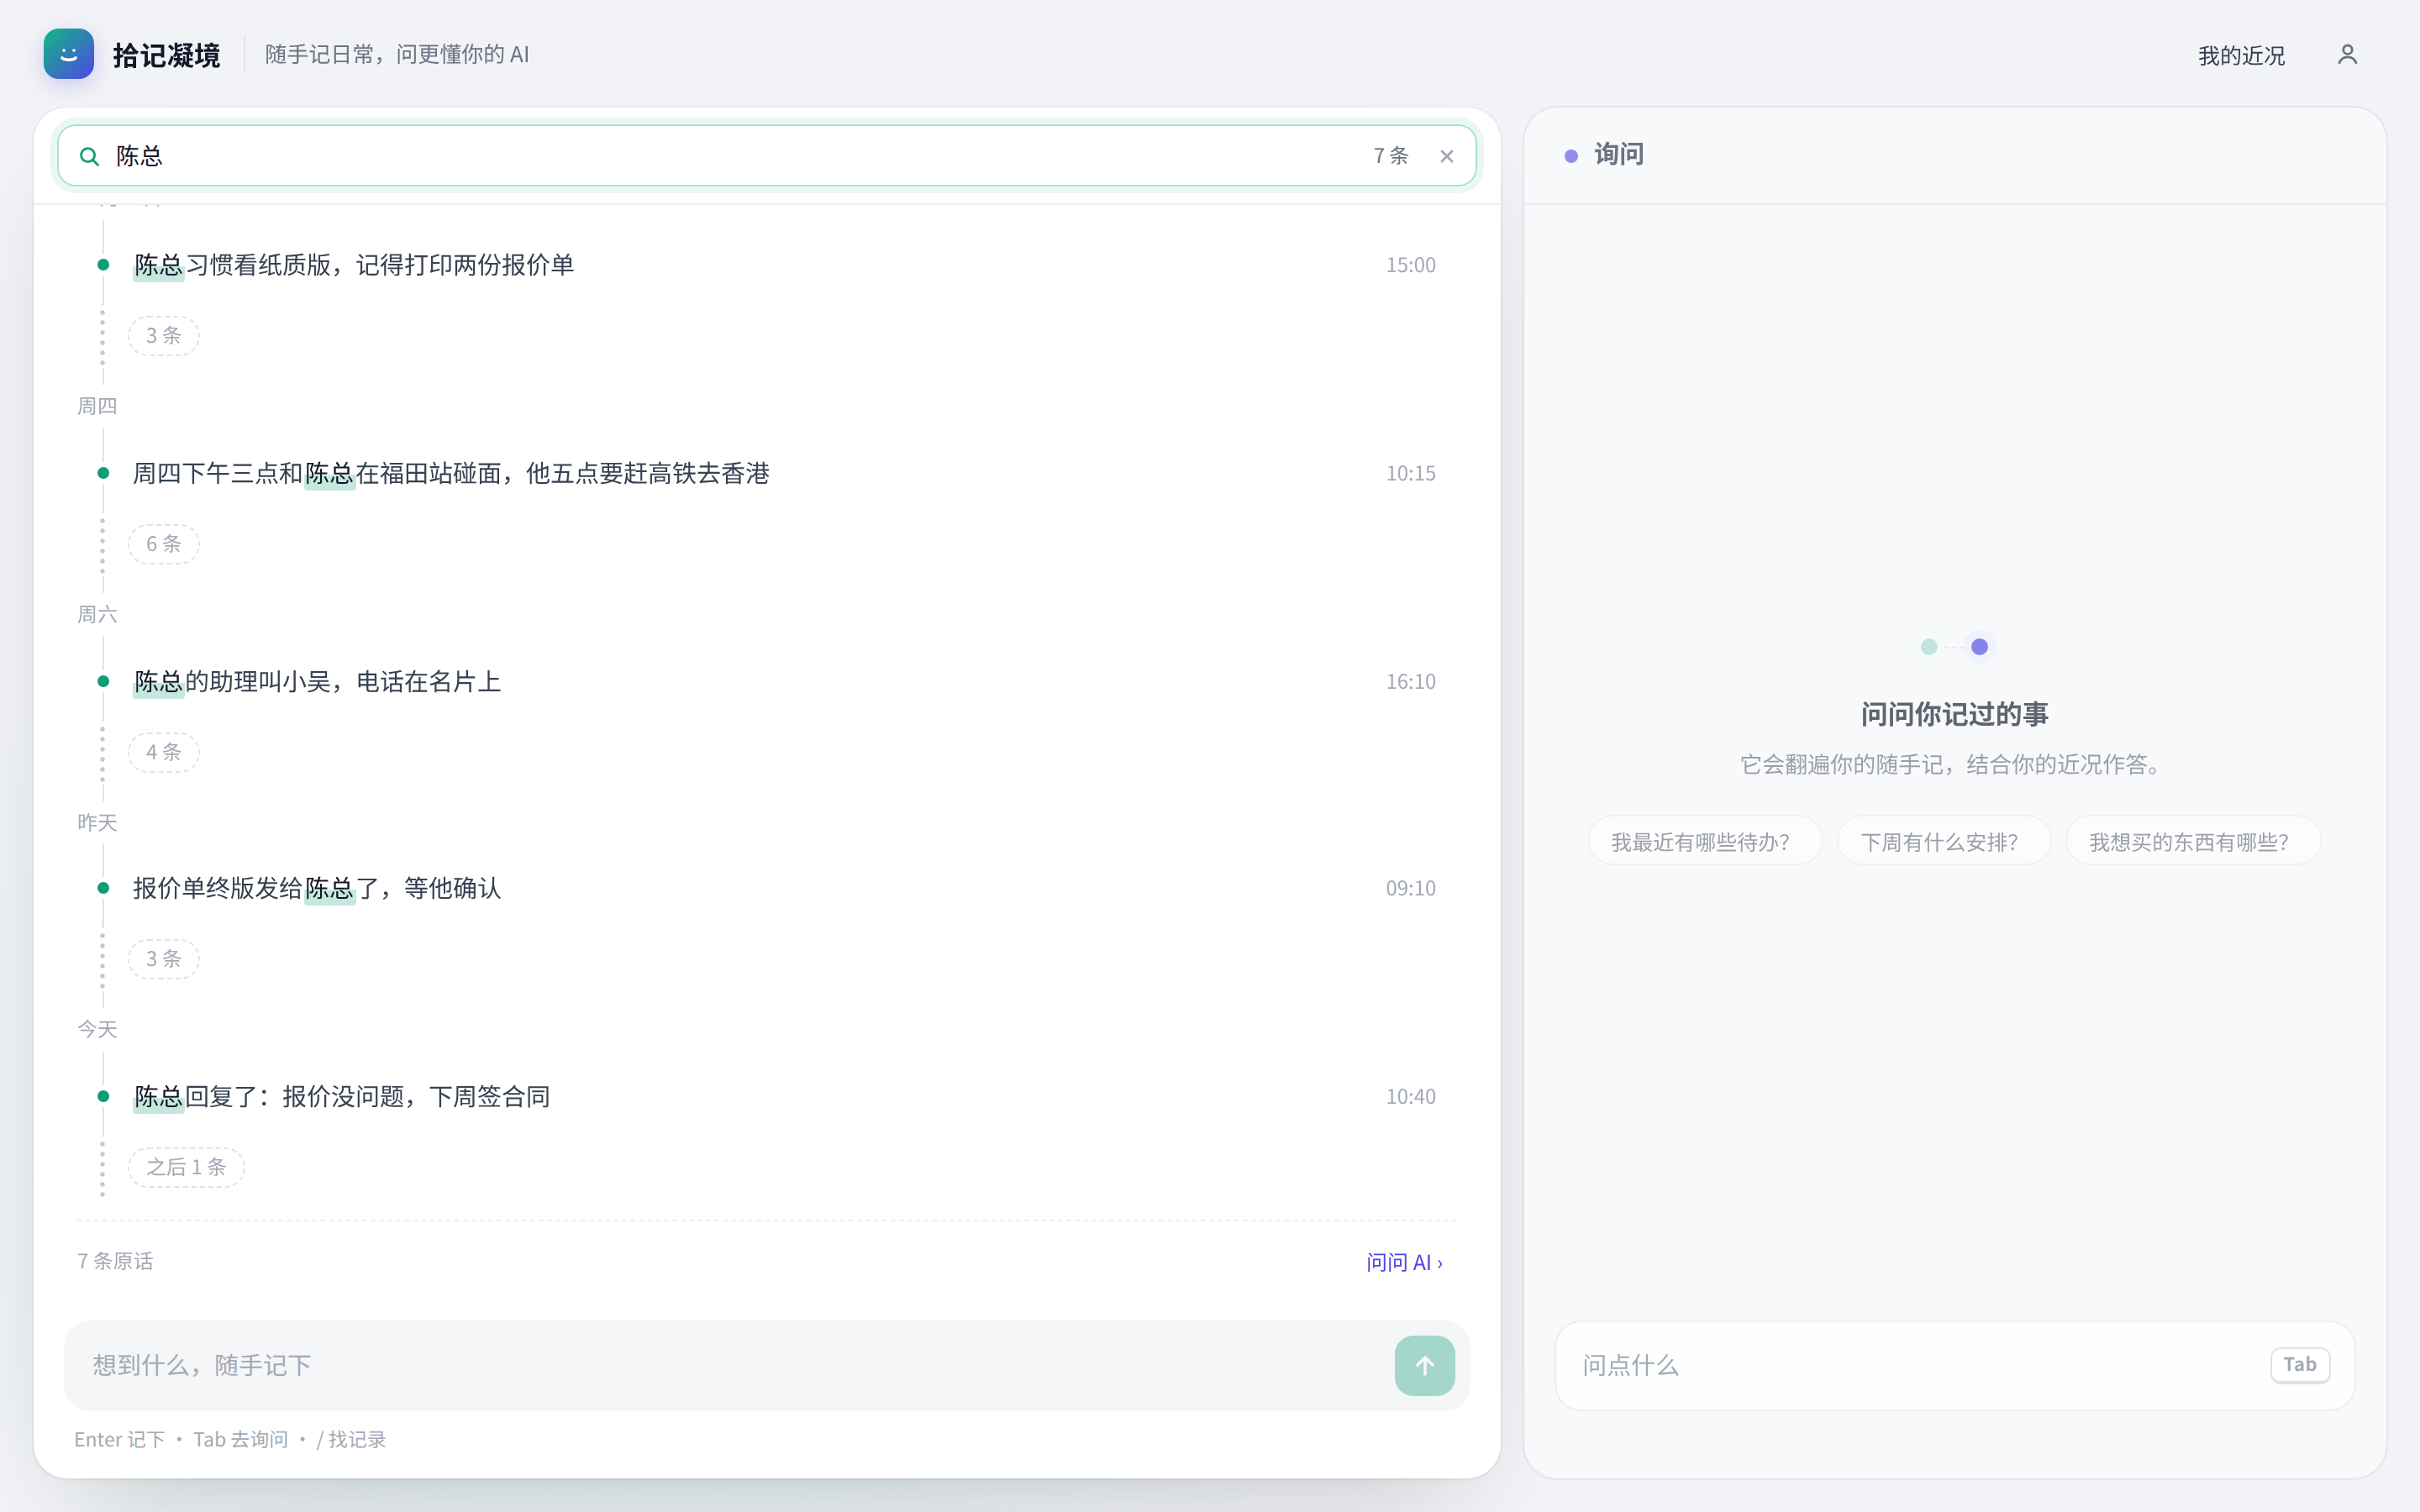 拾记凝境
随手记日常，问更懂你的 AI
我的近况
陈总
7 条
陈总习惯看纸质版，记得打印两份报价单
15:00
3 条
周四
周四下午三点和陈总在福田站碰面，他五点要赶高铁去香港
10:15
6 条
周六
陈总的助理叫小吴，电话在名片上
16:10
4 条
昨天
报价单终版发给陈总了，等他确认
09:10
3 条
今天
陈总回复了：报价没问题，下周签合同
10:40
之后 1 条
7 条原话
问问 AI ›
想到什么，随手记下
Enter 记下 · Tab 去询问 · / 找记录
询问
问问你记过的事
它会翻遍你的随手记，结合你的近况作答。
我最近有哪些待办？
下周有什么安排？
我想买的东西有哪些？
问点什么
Tab